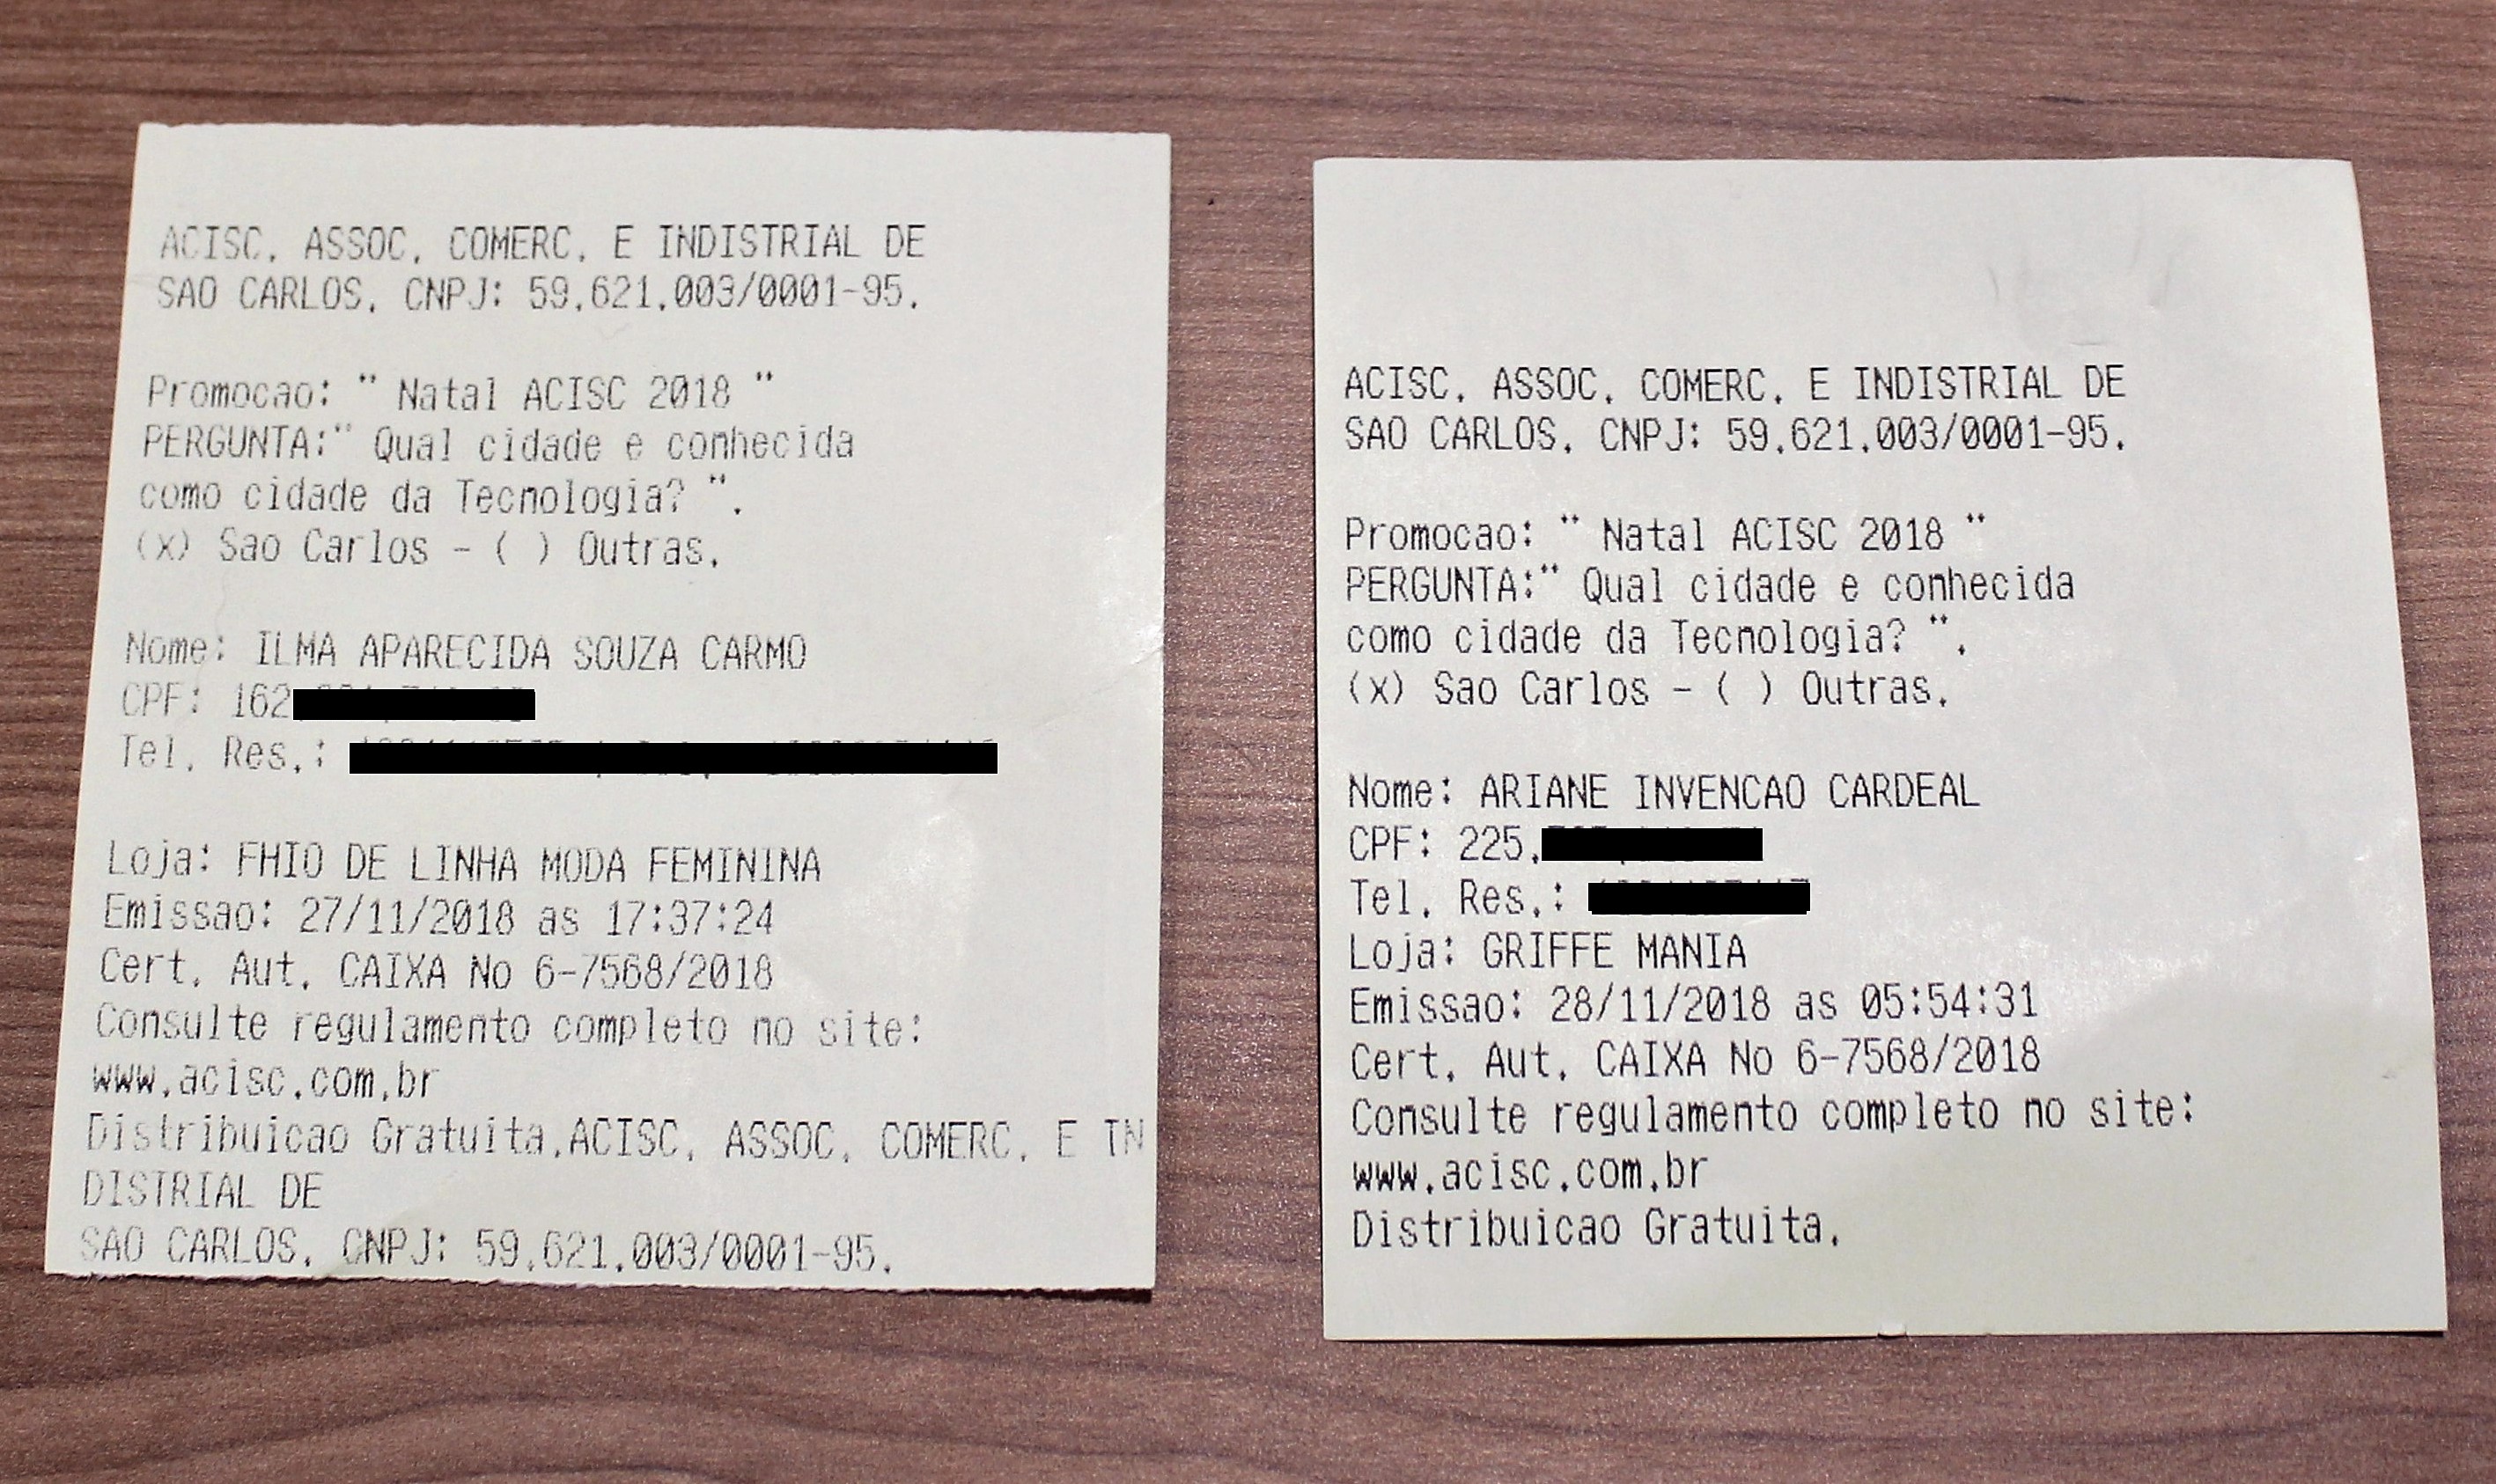 ACISC. ASSOC. COMERC. E INDISTRIAL DE
SAO CARLOS. CNPJ: 59.621.003/0001-95.
Promocao: " Natal ACISC 2018 "
PERGUNTA:" Qual cidade e conhecida
como cidade da Tecnologia? ".
(x) Sao Carlos - ( ) Outras.
Nome: ILMA APARECIDA SOUZA CARMO
CPF: 162
Tel. Res.:
Loja: FHIO DE LINHA MODA FEMININA
Emissao: 27/11/2018 as 17:37:24
Cert. Aut. CAIXA No 6-7568/2018
Consulte regulamento completo no site:
www.acisc.com.br
Distribuicao Gratuita.ACISC. ASSOC. COMERC. E IN
DISTRIAL DE
SAO CARLOS. CNPJ: 59.621.003/0001-95.
ACISC. ASSOC. COMERC. E INDISTRIAL DE
SAO CARLOS. CNPJ: 59.621.003/0001-95.
Promocao: " Natal ACISC 2018 "
PERGUNTA:" Qual cidade e conhecida
como cidade da Tecnologia? ".
(x) Sao Carlos - ( ) Outras.
Nome: ARIANE INVENCAO CARDEAL
CPF: 225.
Tel. Res.:
Loja: GRIFFE MANIA
Emissao: 28/11/2018 as 05:54:31
Cert. Aut. CAIXA No 6-7568/2018
Consulte regulamento completo no site:
www.acisc.com.br
Distribuicao Gratuita.